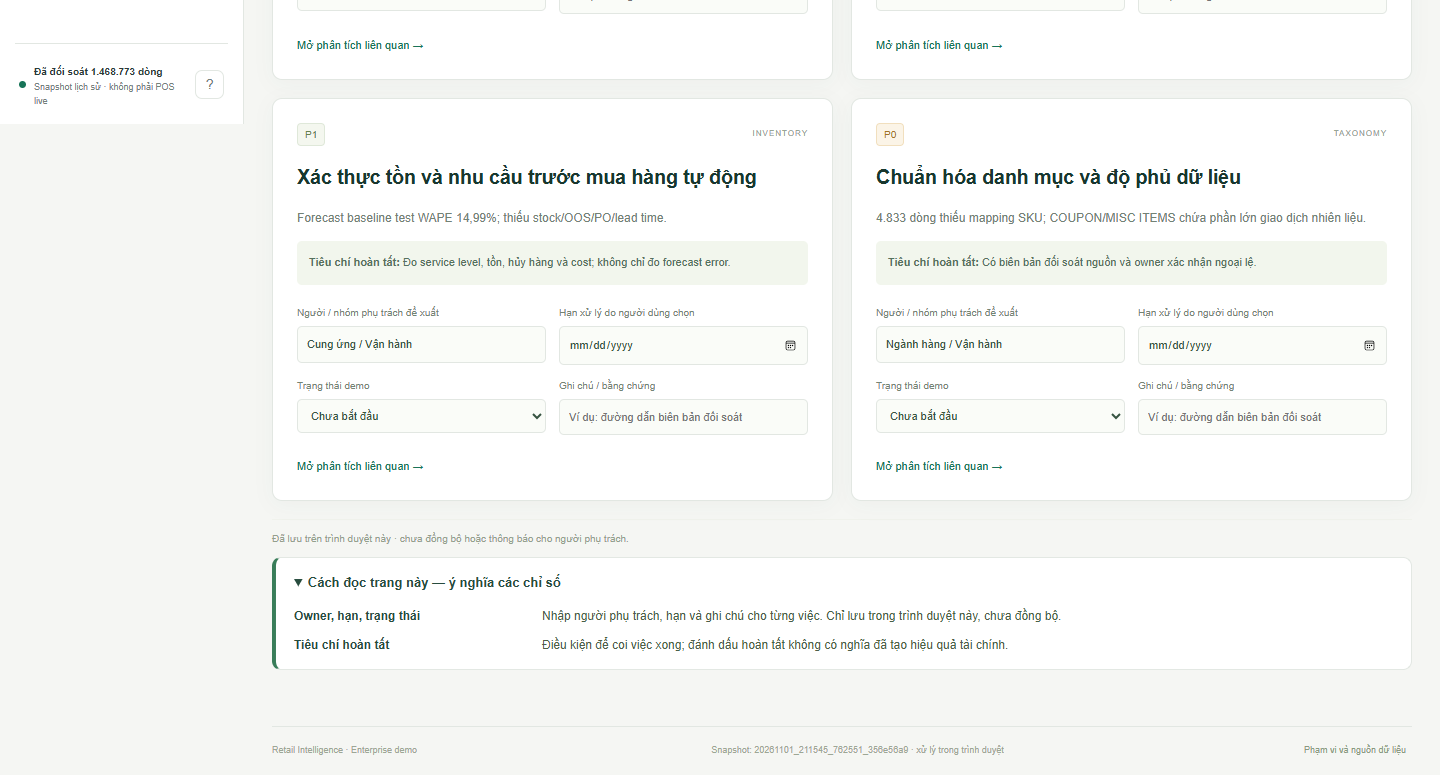 Mở phân tích liên quan →
Mở phân tích liên quan →
Đã đối soát 1.468.773 dòng
Snapshot lịch sử · không phải POS
live
?
P1
INVENTORY
Xác thực tồn và nhu cầu trước mua hàng tự động
Forecast baseline test WAPE 14,99%; thiếu stock/OOS/PO/lead time.
Tiêu chí hoàn tất: Đo service level, tồn, hủy hàng và cost; không chỉ đo forecast error.
Người / nhóm phụ trách đề xuất
Hạn xử lý do người dùng chọn
Cung ứng / Vận hành
mm/dd/yyyy
Trạng thái demo
Ghi chú / bằng chứng
Chưa bắt đầu
Ví dụ: đường dẫn biên bản đối soát
Mở phân tích liên quan →
P0
TAXONOMY
Chuẩn hóa danh mục và độ phủ dữ liệu
4.833 dòng thiếu mapping SKU; COUPON/MISC ITEMS chứa phần lớn giao dịch nhiên liệu.
Tiêu chí hoàn tất: Có biên bản đối soát nguồn và owner xác nhận ngoại lệ.
Người / nhóm phụ trách đề xuất
Hạn xử lý do người dùng chọn
Ngành hàng / Vận hành
mm/dd/yyyy
Trạng thái demo
Ghi chú / bằng chứng
Chưa bắt đầu
Ví dụ: đường dẫn biên bản đối soát
Mở phân tích liên quan →
Đã lưu trên trình duyệt này · chưa đồng bộ hoặc thông báo cho người phụ trách.
▼ Cách đọc trang này — ý nghĩa các chỉ số
Owner, hạn, trạng thái
Nhập người phụ trách, hạn và ghi chú cho từng việc. Chỉ lưu trong trình duyệt này, chưa đồng bộ.
Tiêu chí hoàn tất
Điều kiện để coi việc xong; đánh dấu hoàn tất không có nghĩa đã tạo hiệu quả tài chính.
Retail Intelligence · Enterprise demo
Snapshot: 20261101_211545_762551_356e56a9 · xử lý trong trình duyệt
Phạm vi và nguồn dữ liệu